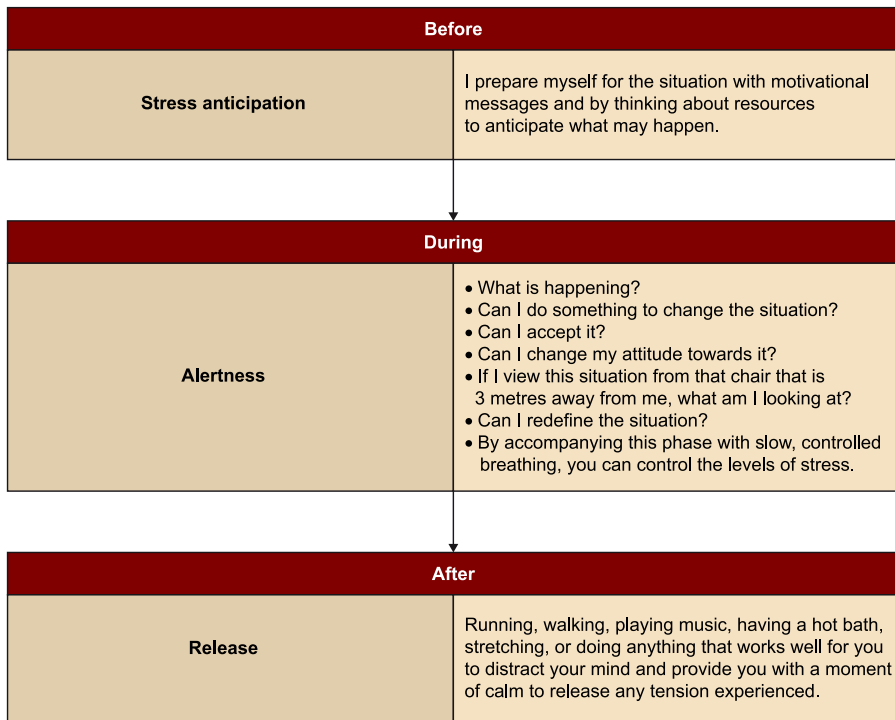 Before
Stress anticipation
I prepare myself for the situation with motivational
messages and by thinking about resources
to anticipate what may happen.
During
Alertness
• What is happening?
• Can I do something to change the situation?
• Can I accept it?
• Can I change my attitude towards it?
• If I view this situation from that chair that is
3 metres away from me, what am I looking at?
• Can I redefine the situation?
• By accompanying this phase with slow, controlled
breathing, you can control the levels of stress.
After
Release
Running, walking, playing music, having a hot bath,
stretching, or doing anything that works well for you
to distract your mind and provide you with a moment
of calm to release any tension experienced.